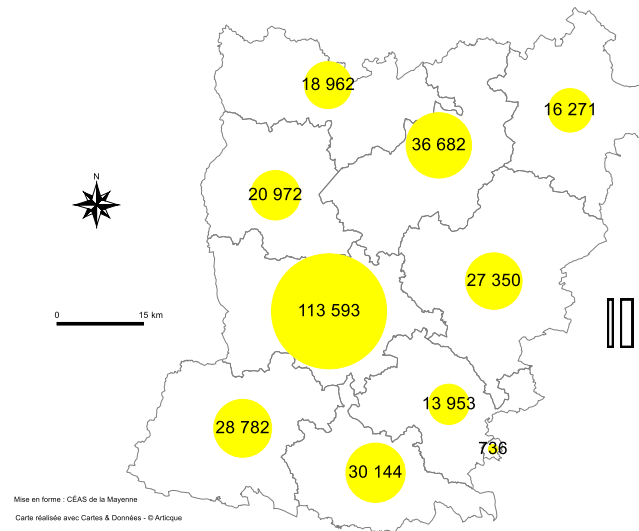 18 962
16 271
36 682
N
20 972
27 350
113 593
0 15 km
13 953
28 782
736
30 144
Mise en forme : CÉAS de la Mayenne
Carte réalisée avec Cartes & Données - © Articque